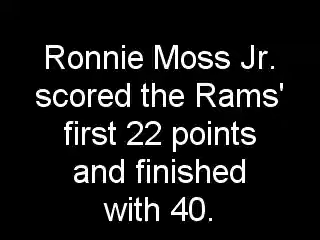 Ronnie Moss Jr.
scored the Rams'
first 22 points
and finished
with 40.